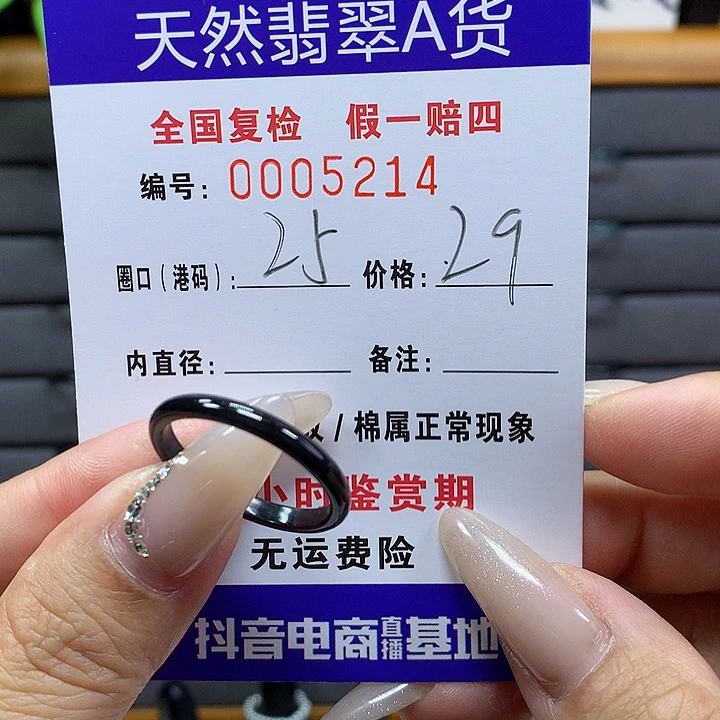 天然翡翠A货
全国复检 假一赔四
编号：0005214
圈口（港码）：25 价格：29
内直径： 备注：
/棉属正常现象
小时鉴赏期
无运费险
抖音电商直播基地